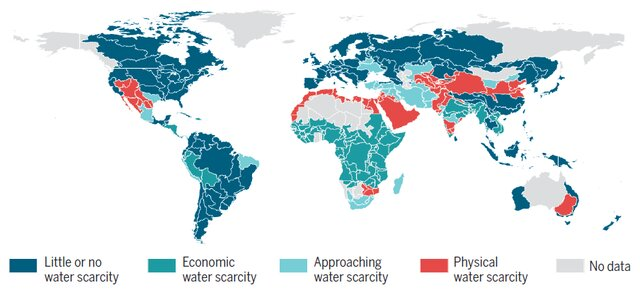 Little or no
water scarcity
Economic
water scarcity
Approaching
water scarcity
Physical
water scarcity
No data